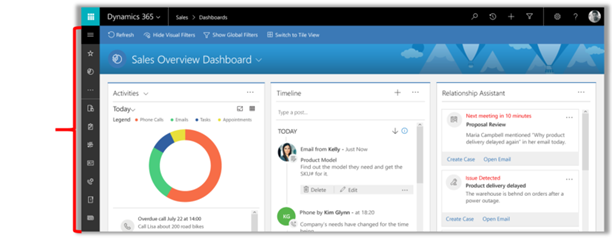 Dynamics 365
Sales > Dashboards
Refresh
Hide Visual Filters
Show Global Filters
Switch to Tile View
Sales Overview Dashboard
Activities
Today
Legend Phone Calls Emails Tasks Appointments
Overdue call July 22 at 14:00
Call Lisa about 200 road bikes
Timeline
Type a post...
TODAY
Email from Kelly - Just Now
Product Model
Find out the model they need and get the
SKU# for it
Delete
Edit
KG
Phone by Kim Glynn - at 18:20
Company's needs have changed for the time
being
Relationship Assistant
Next meeting in 10 minutes
Proposal Review
Maria Campbell mentioned "Why product
delivery delayed again" in her email today.
Create Case Open Email
Issue Detected
Product delivery delayed
The warehouse is behind on orders after a
power outage.
Create Case Open Email